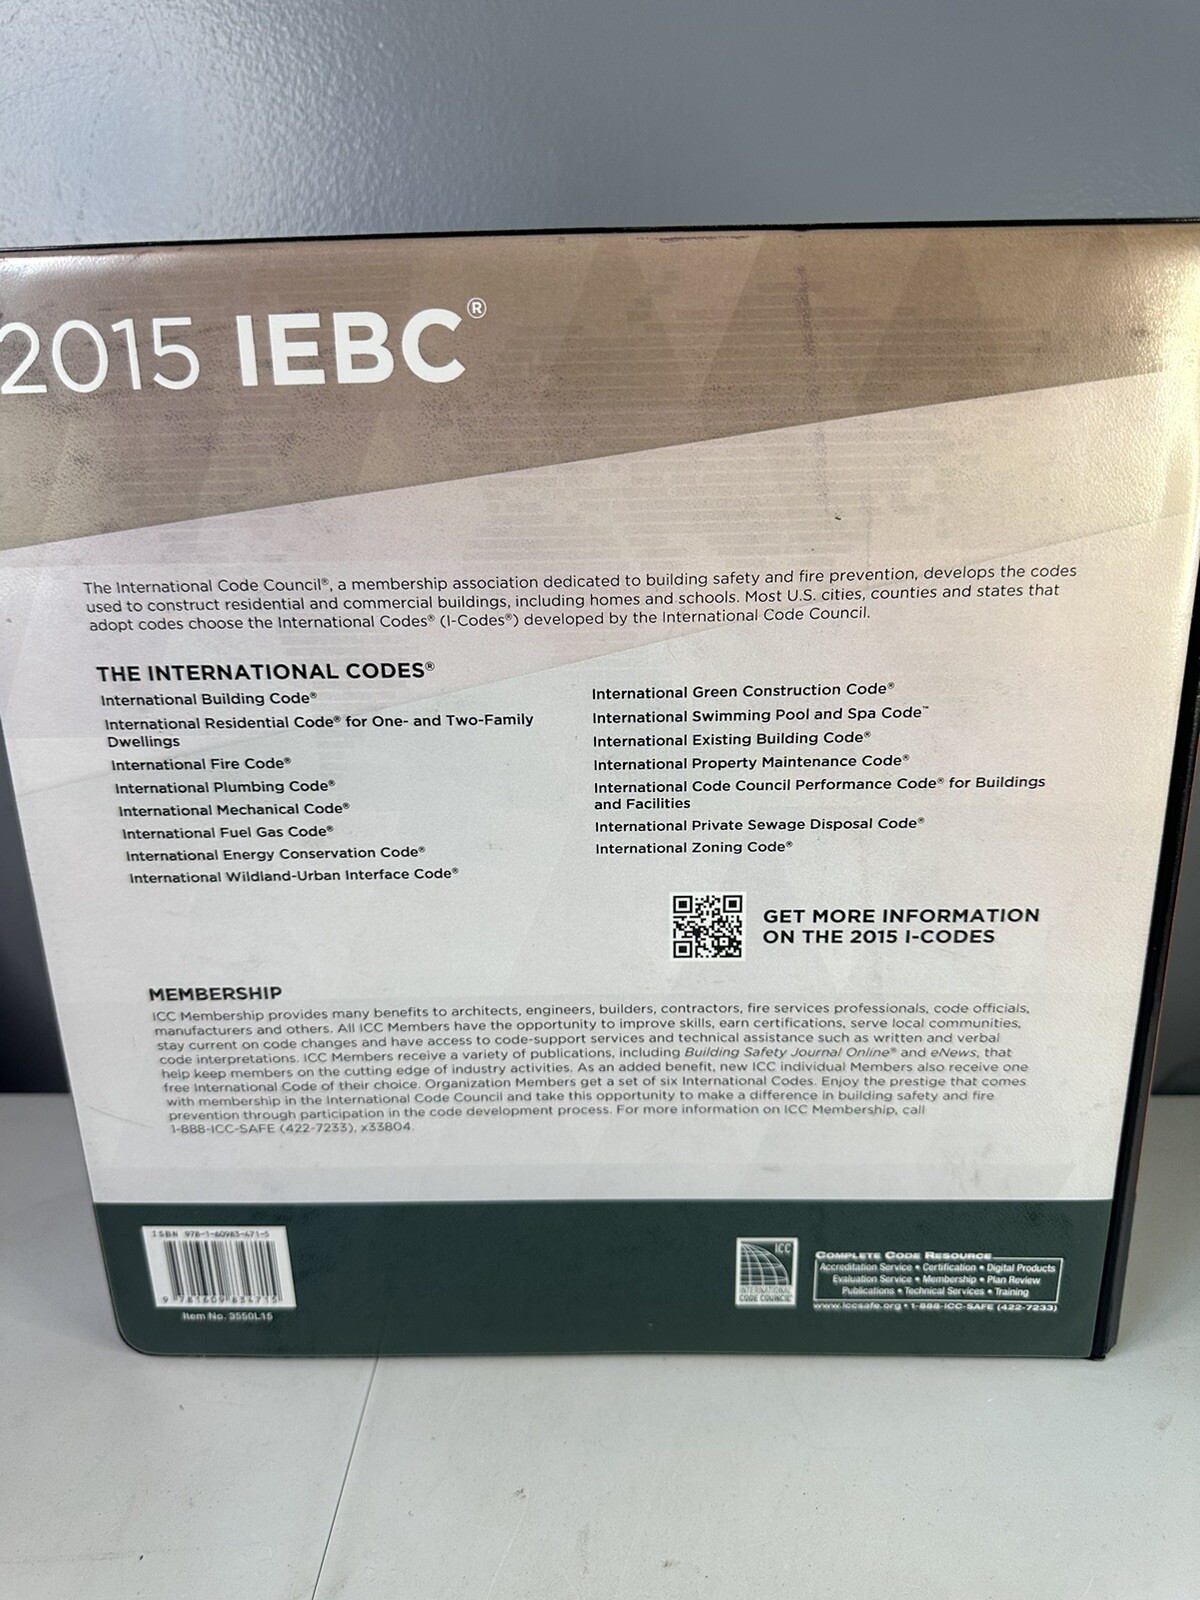 2015 IEBC®
The International Code Council®, a membership association dedicated to building safety and fire prevention, develops the codes
used to construct residential and commercial buildings, including homes and schools. Most U.S. cities, counties and states that
adopt codes choose the International Codes® (I-Codes®) developed by the International Code Council.
THE INTERNATIONAL CODES®
International Building Code®
International Residential Code® for One- and Two-Family
Dwellings
International Fire Code®
International Plumbing Code®
International Mechanical Code®
International Fuel Gas Code®
International Energy Conservation Code®
International Wildland-Urban Interface Code®
International Green Construction Code®
International Swimming Pool and Spa Code™
International Existing Building Code®
International Property Maintenance Code®
International Code Council Performance Code® for Buildings
and Facilities
International Private Sewage Disposal Code®
International Zoning Code®
GET MORE INFORMATION
ON THE 2015 I-CODES
MEMBERSHIP
ICC Membership provides many benefits to architects, engineers, builders, contractors, fire services professionals, code officials,
manufacturers and others. All ICC Members have the opportunity to improve skills, earn certifications, serve local communities,
stay current on code changes and have access to code-support services and technical assistance such as written and verbal
code interpretations. ICC Members receive a variety of publications, including Building Safety Journal Online® and eNews, that
help keep members on the cutting edge of industry activities. As an added benefit, new ICC individual Members also receive one
free International Code of their choice. Organization Members get a set of six International Codes. Enjoy the prestige that comes
with membership in the International Code Council and take this opportunity to make a difference in building safety and fire
prevention through participation in the code development process. For more information on ICC Membership, call
1-888-ICC-SAFE (422-7233), x33804.
ISBN 978-1-60983-471-5
9 781609 834715
Item No. 3550L15
ICC
INTERNATIONAL
CODE COUNCIL®
COMPLETE CODE RESOURCE
Accreditation Service • Certification • Digital Products
Evaluation Service • Membership • Plan Review
Publications • Technical Services • Training
www.iccsafe.org • 1-888-ICC-SAFE (422-7233)